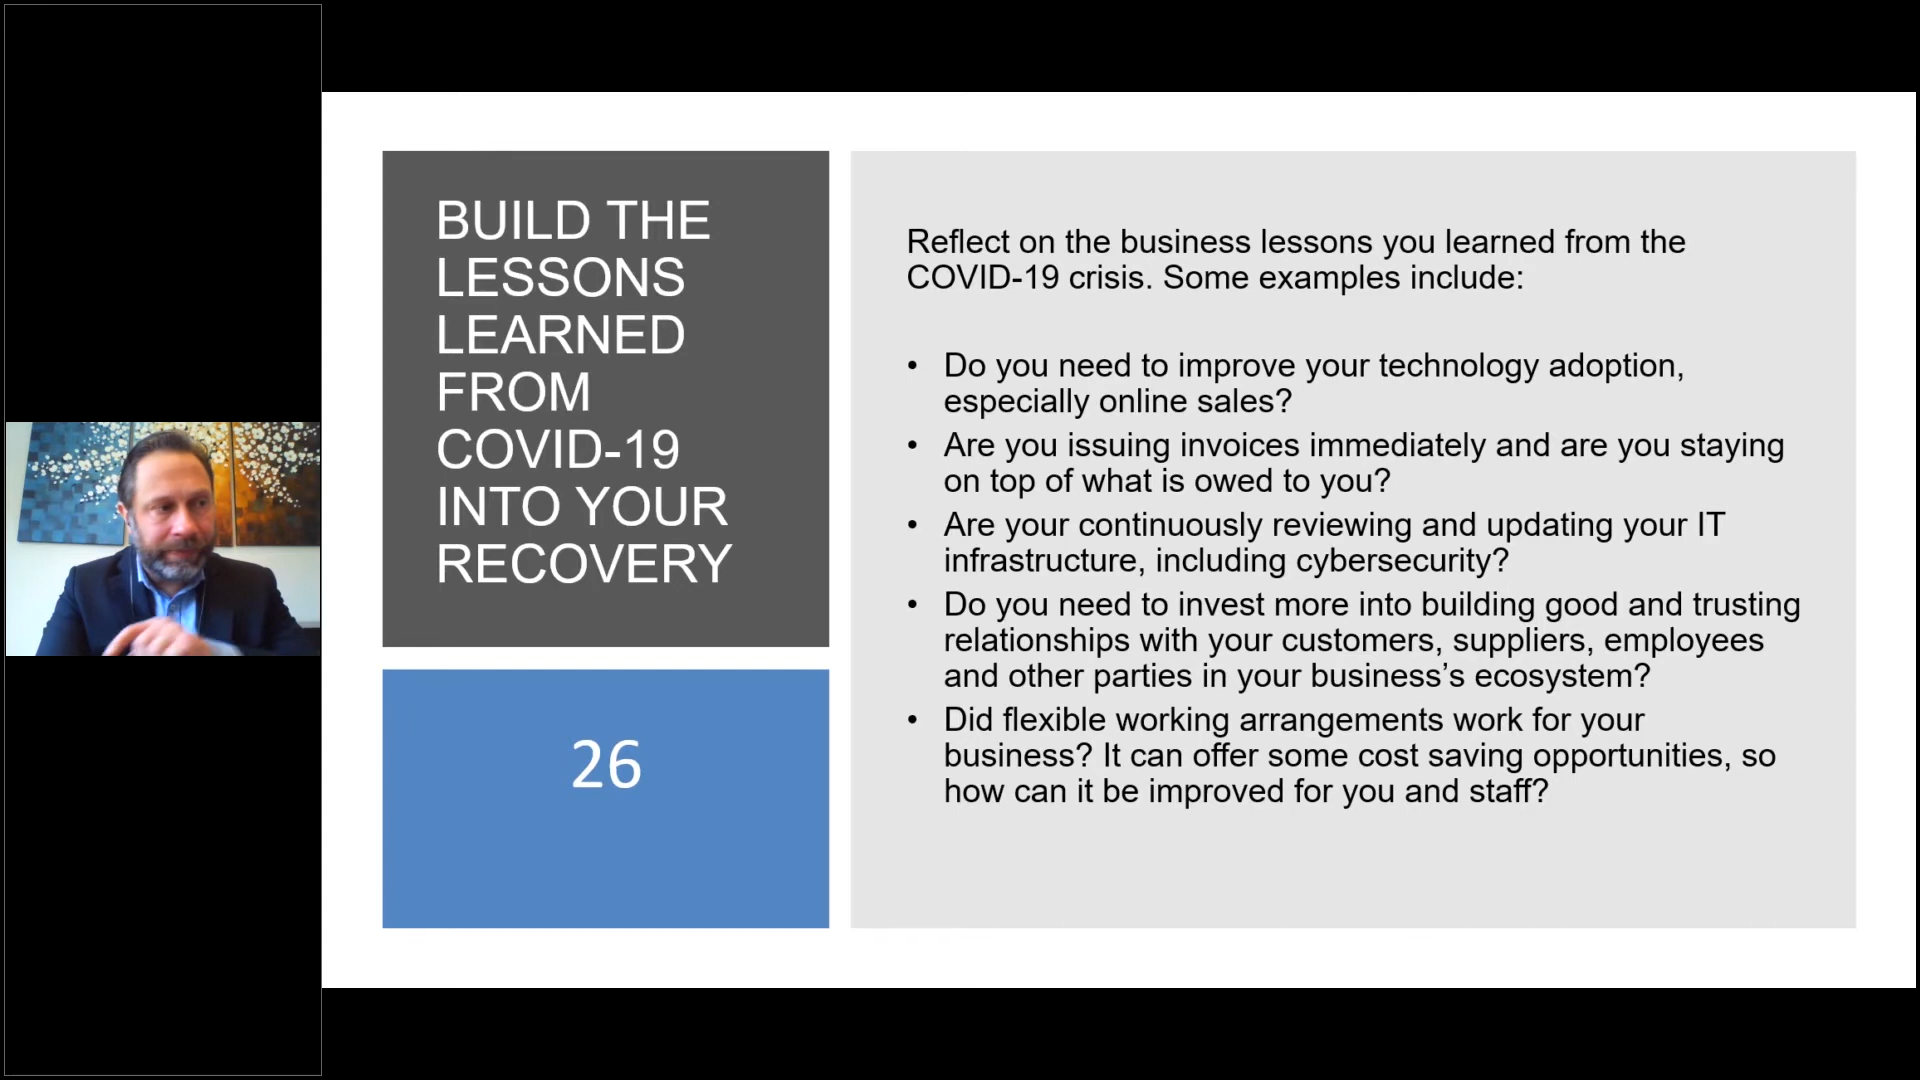 BUILD THE
LESSONS
LEARNED
FROM
COVID-19
INTO YOUR
RECOVERY
26
Reflect on the business lessons you learned from the
COVID-19 crisis. Some examples include:
• Do you need to improve your technology adoption,
especially online sales?
• Are you issuing invoices immediately and are you staying
on top of what is owed to you?
• Are your continuously reviewing and updating your IT
infrastructure, including cybersecurity?
• Do you need to invest more into building good and trusting
relationships with your customers, suppliers, employees
and other parties in your business’s ecosystem?
• Did flexible working arrangements work for your
business? It can offer some cost saving opportunities, so
how can it be improved for you and staff?